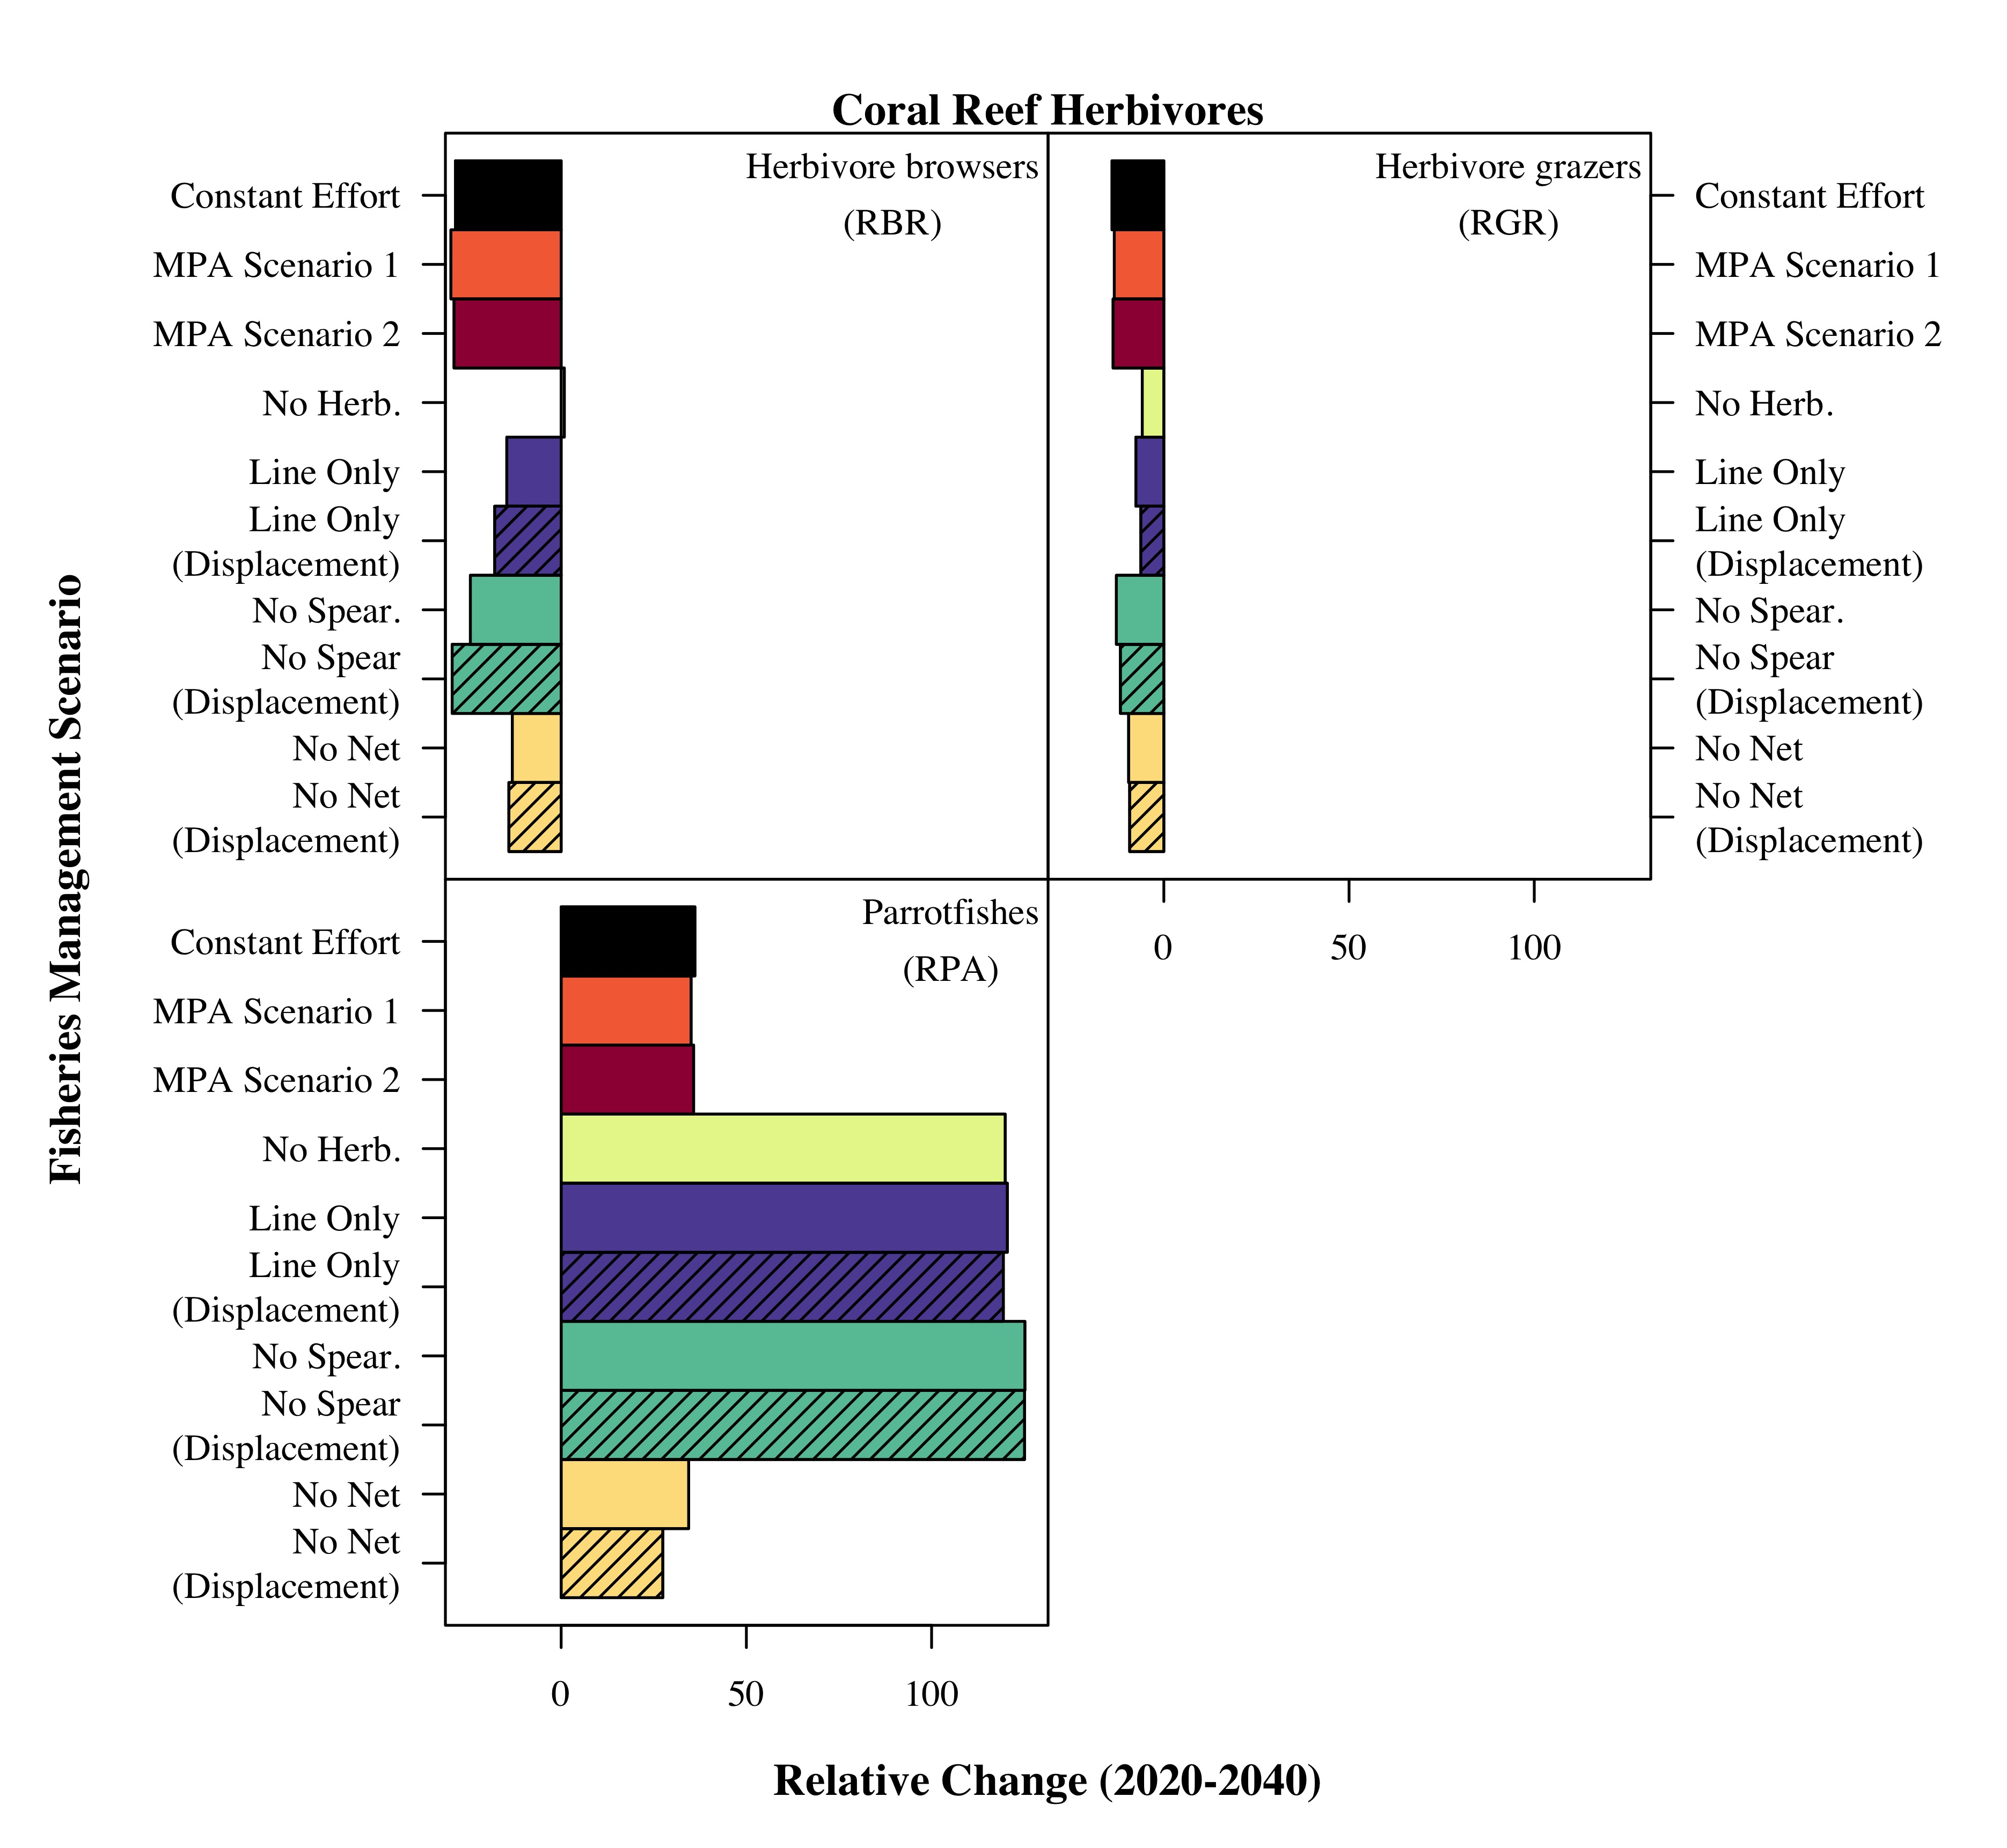 Coral Reef Herbivores
Herbivore browsers
(RBR)
Constant Effort
MPA Scenario 1
MPA Scenario 2
No Herb.
Line Only
Line Only
(Displacement)
No Spear.
No Spear
(Displacement)
No Net
No Net
(Displacement)
Herbivore grazers
(RGR)
Constant Effort
MPA Scenario 1
MPA Scenario 2
No Herb.
Line Only
Line Only
(Displacement)
No Spear.
No Spear
(Displacement)
No Net
No Net
(Displacement)
0 50 100
Parrotfishes
(RPA)
Constant Effort
MPA Scenario 1
MPA Scenario 2
No Herb.
Line Only
Line Only
(Displacement)
No Spear.
No Spear
(Displacement)
No Net
No Net
(Displacement)
0 50 100
Fisheries Management Scenario
Relative Change (2020-2040)